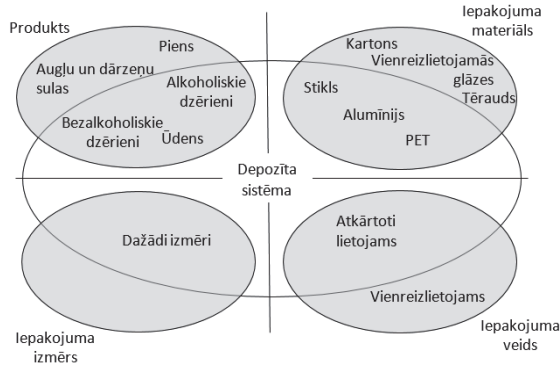 Produkts
Piens
Augļu un dārzeņu
sulas
Alkoholiskie
dzērieni
Bezalkoholiskie
dzērieni
Ūdens
Iepakojuma
materiāls
Kartons
Vienreizlietojamās
glāzes
Stikls
Tērauds
Alumīnijs
PET
Depozīta
sistēma
Dažādi izmēri
Iepakojuma
izmērs
Atkārtoti
lietojams
Vienreizlietojams
Iepakojuma
veids